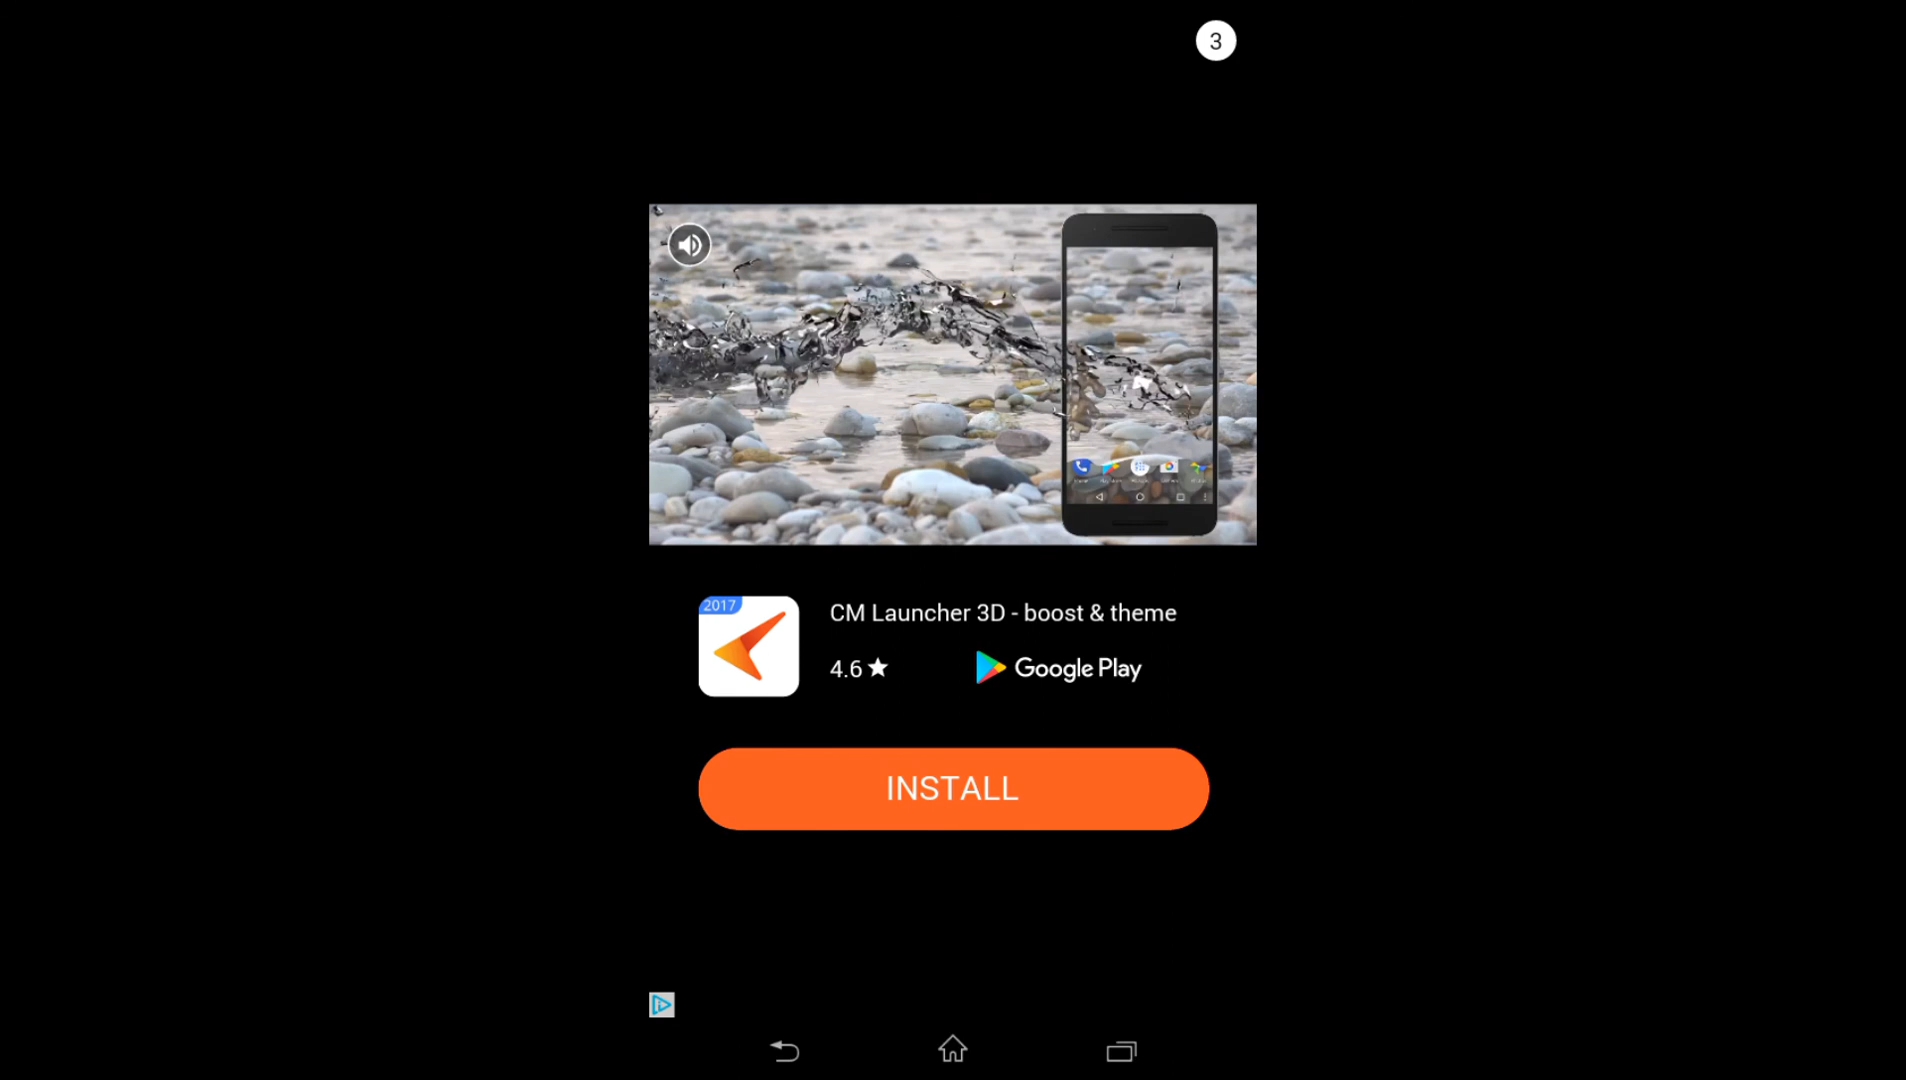 3
2017
CM Launcher 3D - boost & theme
4.6★
Google Play
INSTALL